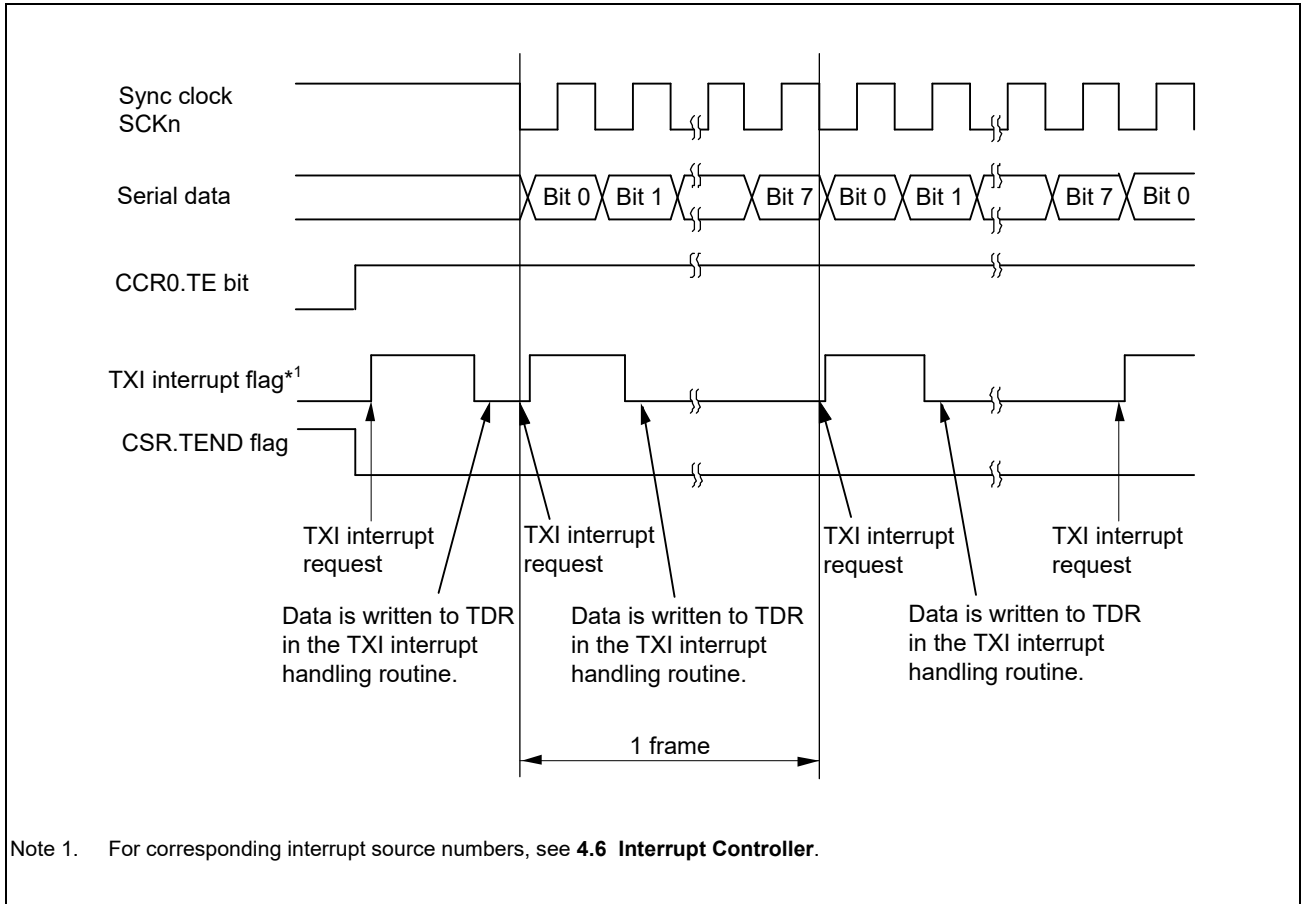 Sync clock
SCKn
Serial data
Bit 0 Bit 1 Bit 7 Bit 0 Bit 1 Bit 7 Bit 0
CCR0.TE bit
TXI interrupt flag*1
CSR.TEND flag
TXI interrupt
request
TXI interrupt
request
TXI interrupt
request
TXI interrupt
request
Data is written to TDR
in the TXI interrupt
handling routine.
Data is written to TDR
in the TXI interrupt
handling routine.
Data is written to TDR
in the TXI interrupt
handling routine.
1 frame
Note 1. For corresponding interrupt source numbers, see 4.6 Interrupt Controller.